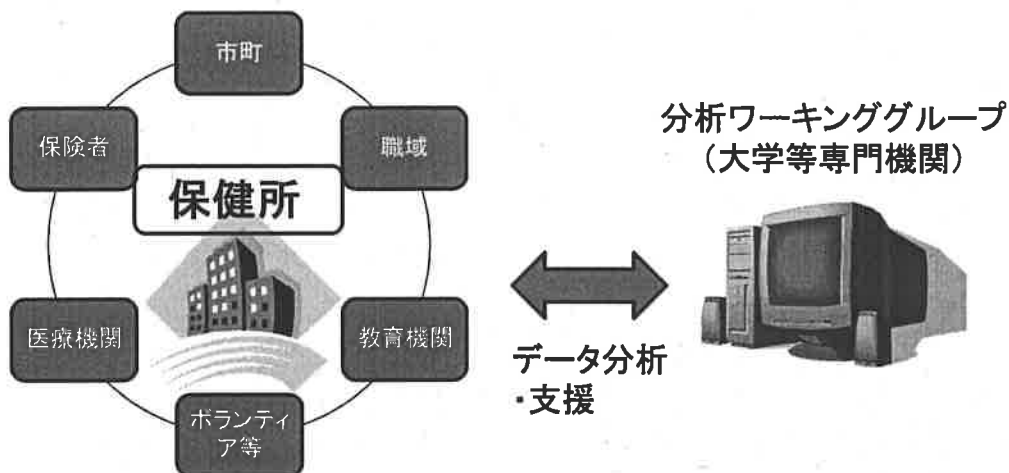 市町
保険者
職域
保健所
医療機関
教育機関
ボランティ
ア等
データ分析
・支援
分析ワーキンググループ
（大学等専門機関）